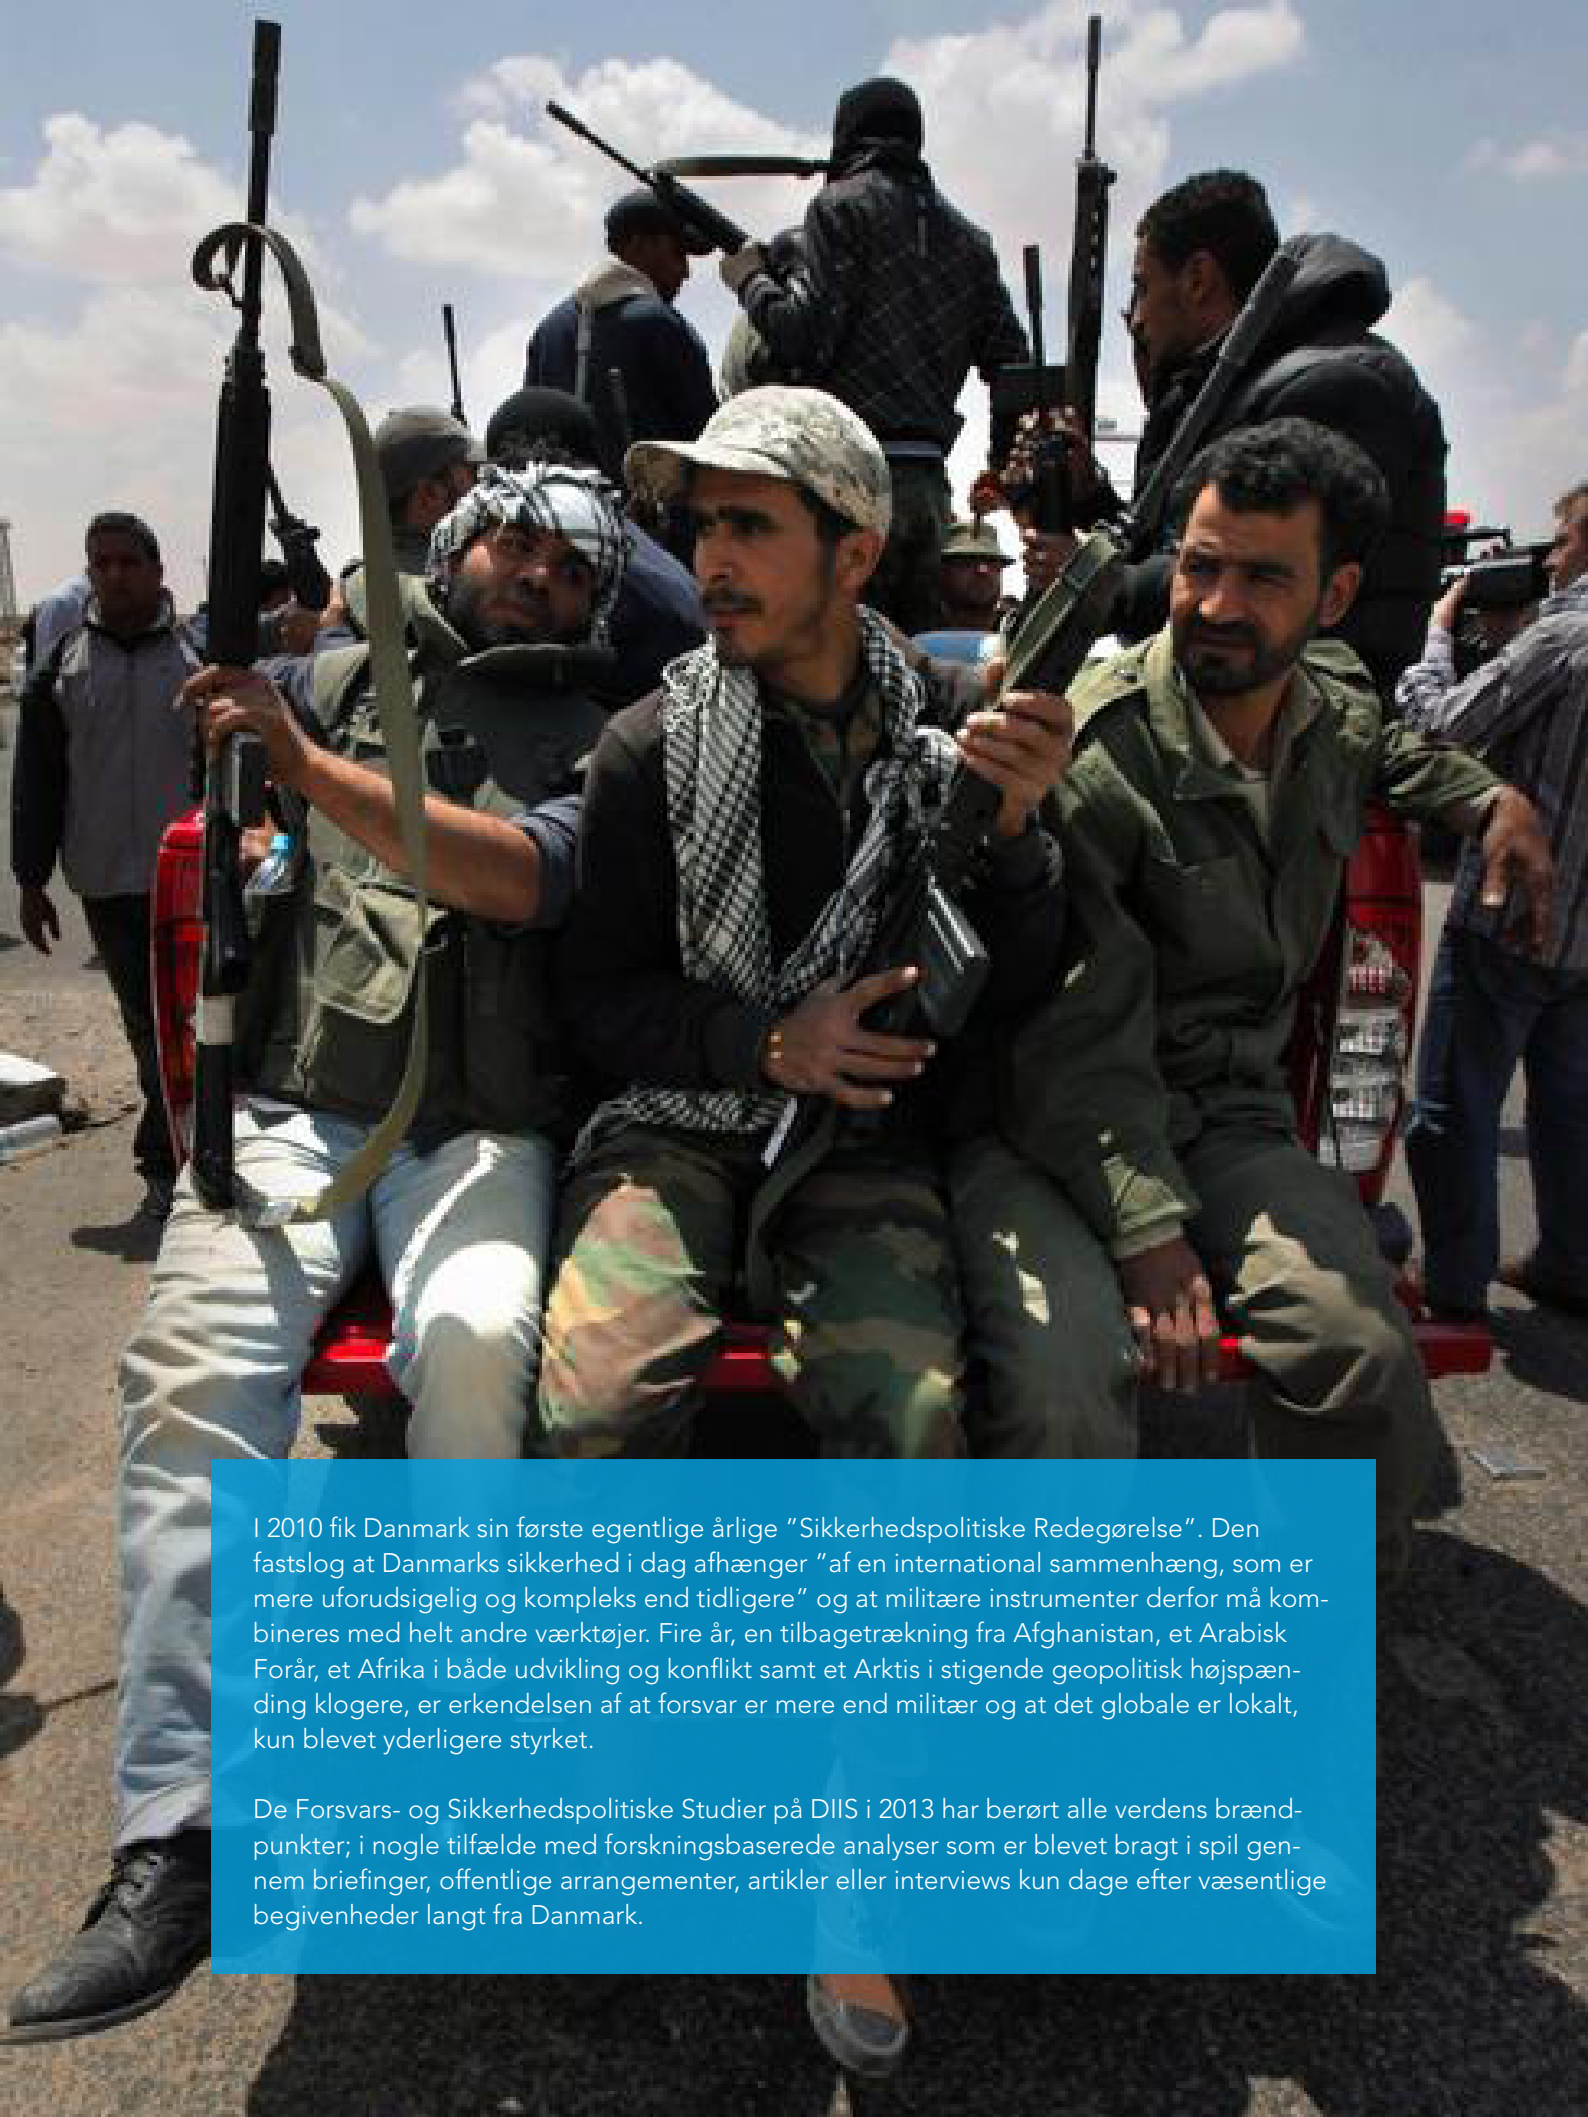 I 2010 fik Danmark sin første egentlige årlige ”Sikkerhedspolitiske Redegørelse”. Den
fastslog at Danmarks sikkerhed i dag afhænger ”af en international sammenhæng, som er
mere uforudsigelig og kompleks end tidligere” og at militære instrumenter derfor må kom-
bineres med helt andre værktøjer. Fire år, en tilbagetrækning fra Afghanistan, et Arabisk
Forår, et Afrika i både udvikling og konflikt samt et Arktis i stigende geopolitisk højspæn-
ding klogere, er erkendelsen af at forsvar er mere end militær og at det globale er lokalt,
kun blevet yderligere styrket.
De Forsvars- og Sikkerhedspolitiske Studier på DIIS i 2013 har berørt alle verdens brænd-
punkter; i nogle tilfælde med forskningsbaserede analyser som er blevet bragt i spil gen-
nem briefinger, offentlige arrangementer, artikler eller interviews kun dage efter væsentlige
begivenheder langt fra Danmark.